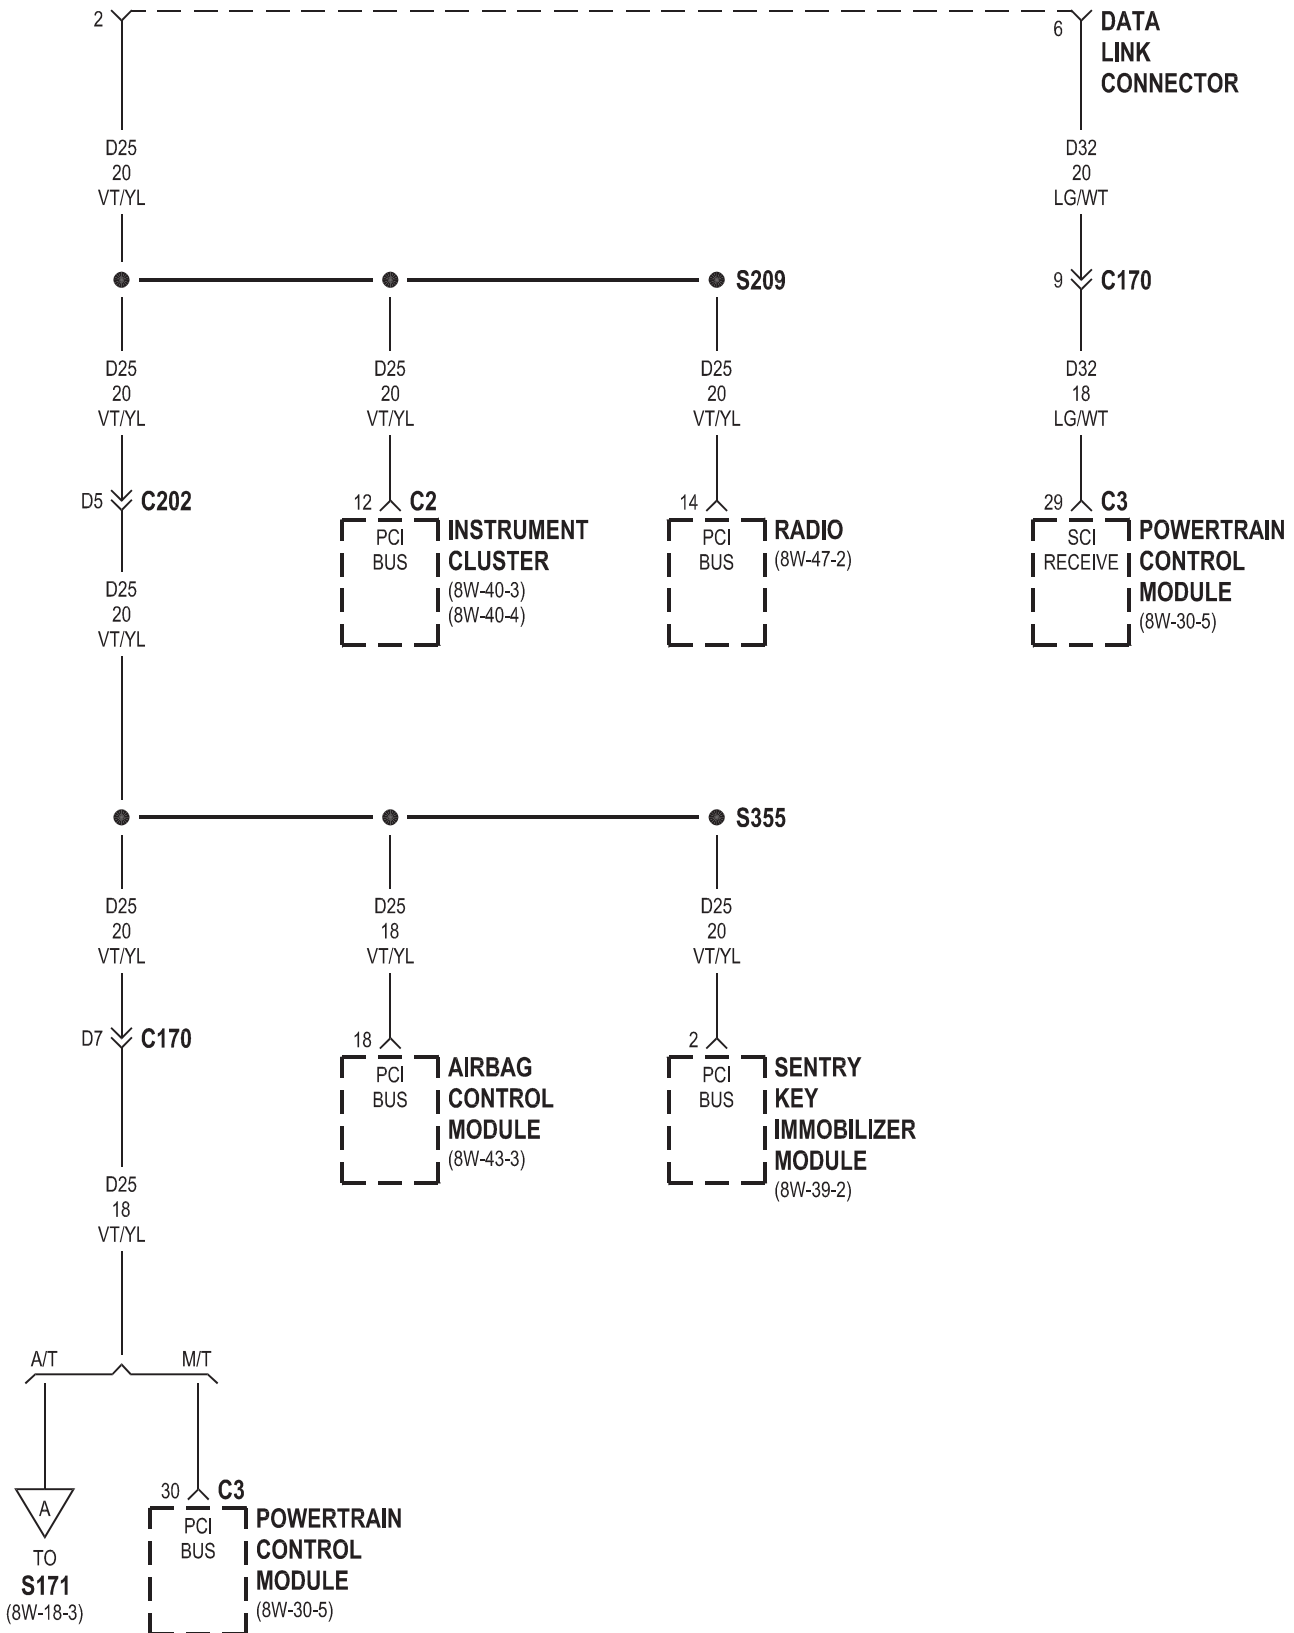 2
6
DATA
LINK
CONNECTOR
D25
20
VT/YL
D32
20
LG/WT
S209
9
C170
D25
20
VT/YL
D25
20
VT/YL
D25
20
VT/YL
D32
18
LG/WT
D5
C202
12
C2
PCI
BUS
INSTRUMENT
CLUSTER
(8W-40-3)
(8W-40-4)
14
PCI
BUS
RADIO
(8W-47-2)
29
C3
SCI
RECEIVE
POWERTRAIN
CONTROL
MODULE
(8W-30-5)
D25
20
VT/YL
S355
D25
20
VT/YL
D25
18
VT/YL
D25
20
VT/YL
D7
C170
18
PCI
BUS
AIRBAG
CONTROL
MODULE
(8W-43-3)
2
PCI
BUS
SENTRY
KEY
IMMOBILIZER
MODULE
(8W-39-2)
D25
18
VT/YL
A/T
M/T
A
TO
S171
(8W-18-3)
30
C3
PCI
BUS
POWERTRAIN
CONTROL
MODULE
(8W-30-5)